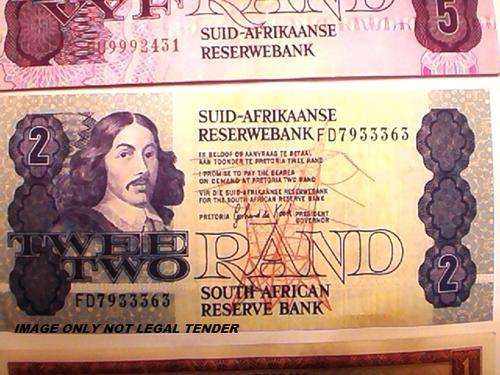 VYF RAND
5
9992431
SUID-AFRIKAANSE
RESERWEBANK
2
SUID-AFRIKAANSE
RESERWEBANK FD7933363
EK BELOOF OP AANVRAAG TE BETAAL
AAN TOONDER TE PRETORIA TWEE RAND
I PROMISE TO PAY THE BEARER
ON DEMAND AT PRETORIA TWO RAND
VIR DIE SUID-AFRIKAANSE RESERWEBANK
FOR THE SOUTH AFRICAN RESERVE BANK
PRETORIA PRESIDENT
GOVERNOR
TWEE RAND
TWO
2
FD7933363
SOUTH AFRICAN
RESERVE BANK
IMAGE ONLY NOT LEGAL TENDER
1